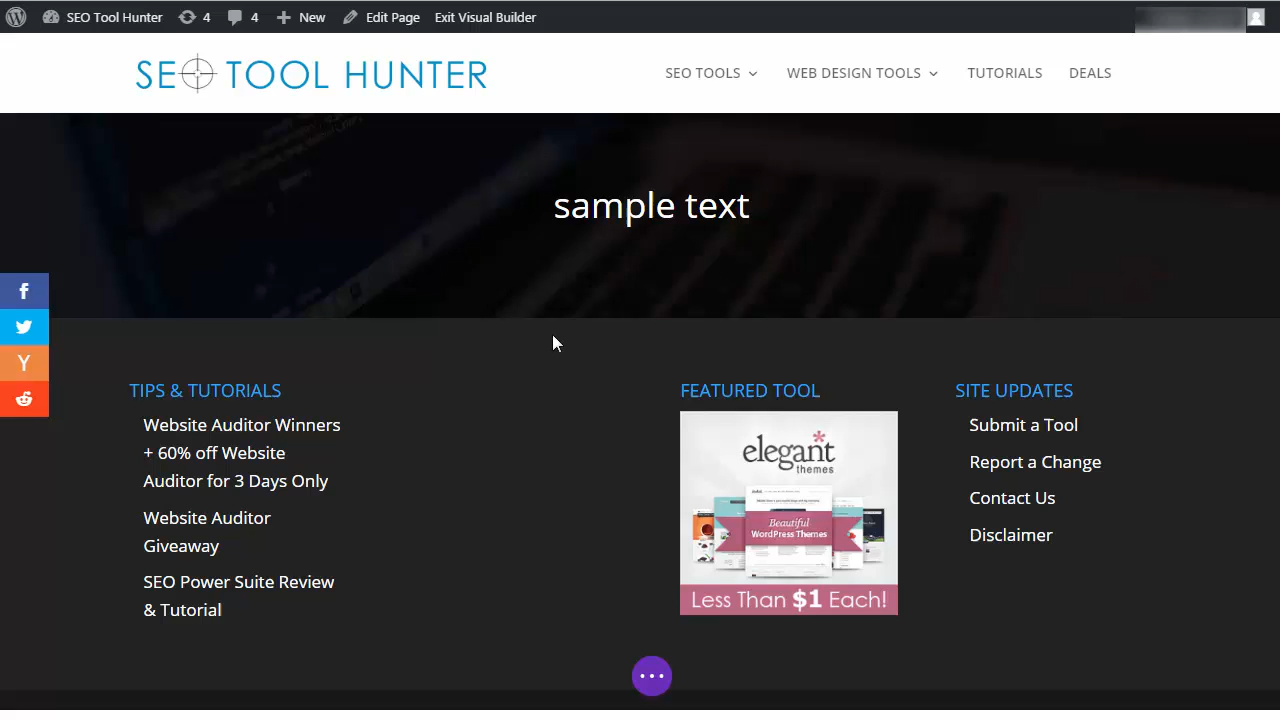 SEO Tool Hunter 4 4 New Edit Page Exit Visual Builder
SEO TOOL HUNTER
SEO TOOLS WEB DESIGN TOOLS TUTORIALS DEALS
sample text
f
Y
TIPS & TUTORIALS
Website Auditor Winners
+ 60% off Website
Auditor for 3 Days Only
Website Auditor
Giveaway
SEO Power Suite Review
& Tutorial
FEATURED TOOL
elegant
themes
Beautiful
WordPress Themes
Less Than $1 Each!
SITE UPDATES
Submit a Tool
Report a Change
Contact Us
Disclaimer